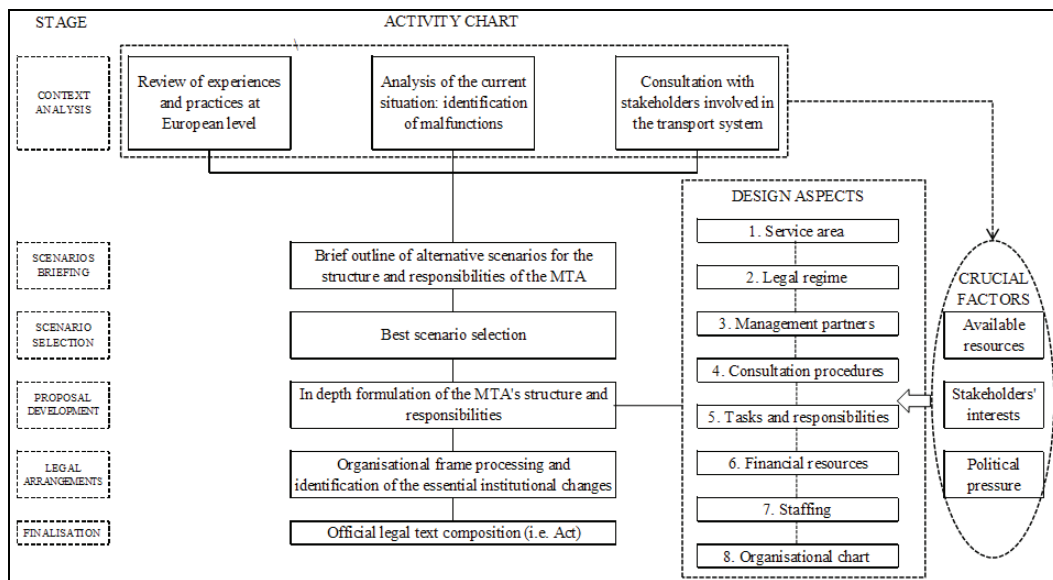 STAGE
ACTIVITY CHART
CONTEXT
ANALYSIS
Review of experiences
and practices at
European level
Analysis of the current
situation: identification
of malfunctions
Consultation with
stakeholders involved in
the transport system
SCENARIOS
BRIEFING
Brief outline of alternative scenarios for the
structure and responsibilities of the MTA
SCENARIO
SELECTION
Best scenario selection
PROPOSAL
DEVELOPMENT
In depth formulation of the MTA's structure and
responsibilities
LEGAL
ARRANGEMENTS
Organisational frame processing and
identification of the essential institutional changes
FINALISATION
Official legal text composition (i.e. Act)
DESIGN ASPECTS
1. Service area
2. Legal regime
3. Management partners
4. Consultation procedures
5. Tasks and responsibilities
6. Financial resources
7. Staffing
8. Organisational chart
CRUCIAL
FACTORS
Available
resources
Stakeholders'
interests
Political
pressure